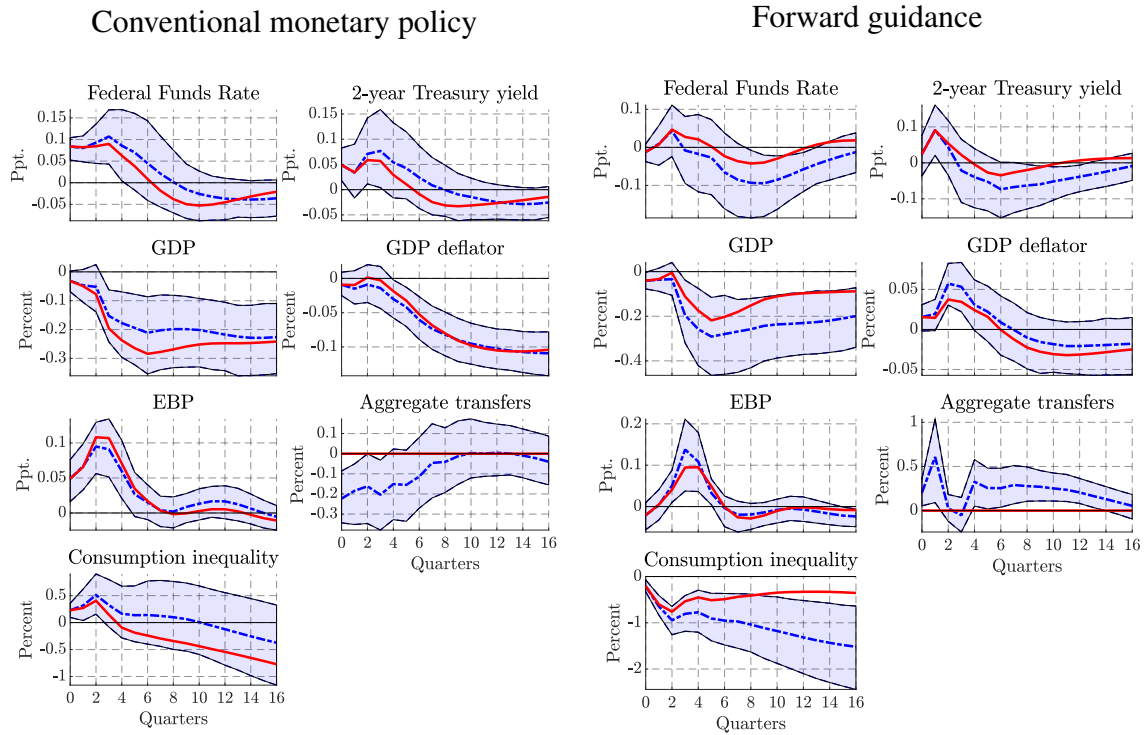 Conventional monetary policy
Federal Funds Rate
Ppt.
0.15
0.1
0.05
0
-0.05
2-year Treasury yield
0.15
0.1
0.05
0
-0.05
GDP
Percent
0
-0.1
-0.2
-0.3
GDP deflator
0
-0.05
-0.1
EBP
Ppt.
0.1
0.05
0
Aggregate transfers
0.1
0
-0.1
-0.2
-0.3
0 2 4 6 8 10 12 14 16
Quarters
Consumption inequality
Percent
0.5
0
-0.5
-1
0 2 4 6 8 10 12 14 16
Quarters
Forward guidance
Federal Funds Rate
Ppt.
0.1
0
-0.1
2-year Treasury yield
0.1
0
-0.1
GDP
Percent
0
-0.2
-0.4
GDP deflator
Percent
0.05
0
-0.05
EBP
Ppt.
0.2
0.1
0
Aggregate transfers
Percent
1
0.5
0
0 2 4 6 8 10 12 14 16
Quarters
Consumption inequality
Percent
0
-1
-2
0 2 4 6 8 10 12 14 16
Quarters